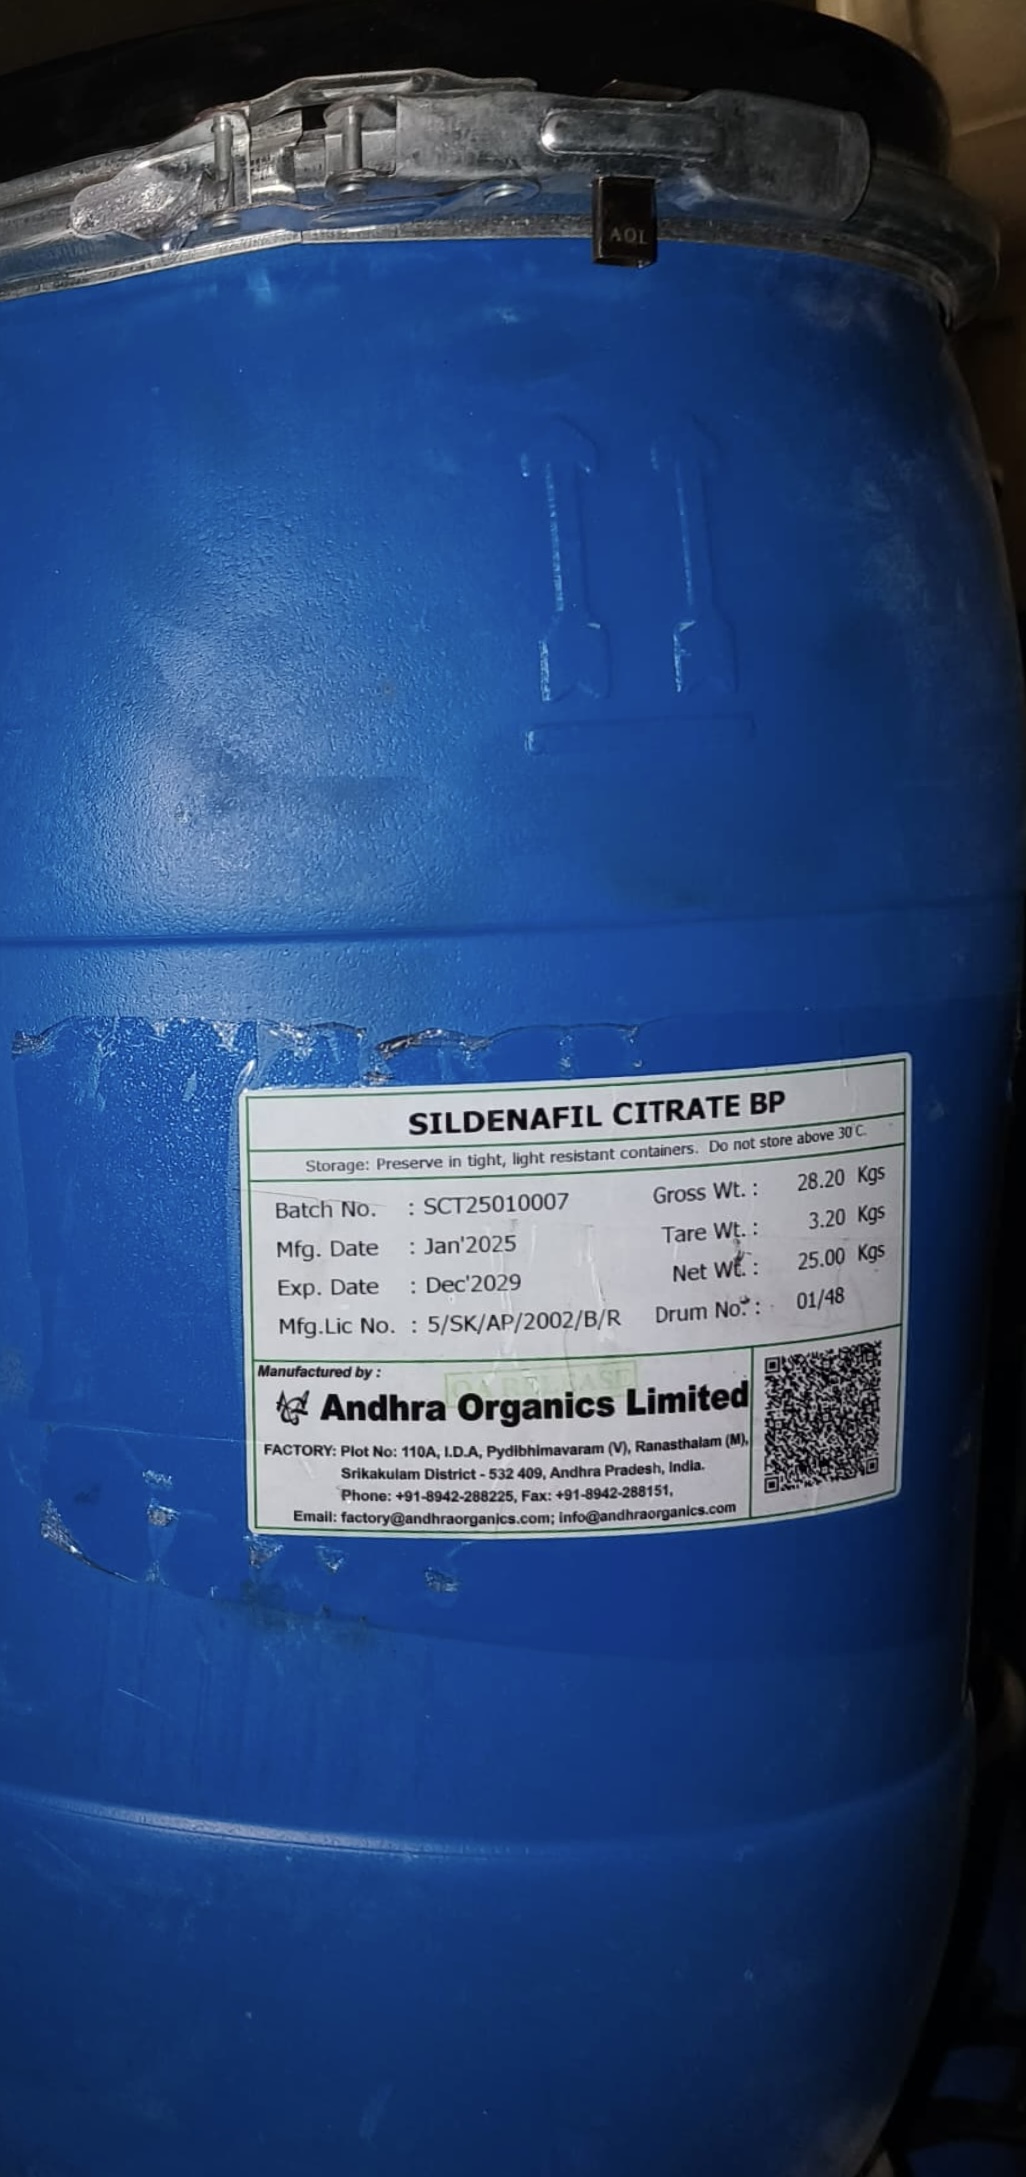 AOL
SILDENAFIL CITRATE BP
Storage: Preserve in tight, light resistant containers. Do not store above 30°C.
Batch No. : SCT25010007 Gross Wt. : 28.20 Kgs
Mfg. Date : Jan'2025 Tare Wt. : 3.20 Kgs
Exp. Date : Dec'2029 Net Wt. : 25.00 Kgs
Mfg.Lic No. : 5/SK/AP/2002/B/R Drum No. : 01/48
Manufactured by :
QA RELEASE
Andhra Organics Limited
FACTORY: Plot No: 110A, I.D.A, Pydibhimavaram (V), Ranasthalam (M),
Srikakulam District - 532 409, Andhra Pradesh, India.
Phone: +91-8942-288225, Fax: +91-8942-288151,
Email: factory@andhraorganics.com; info@andhraorganics.com